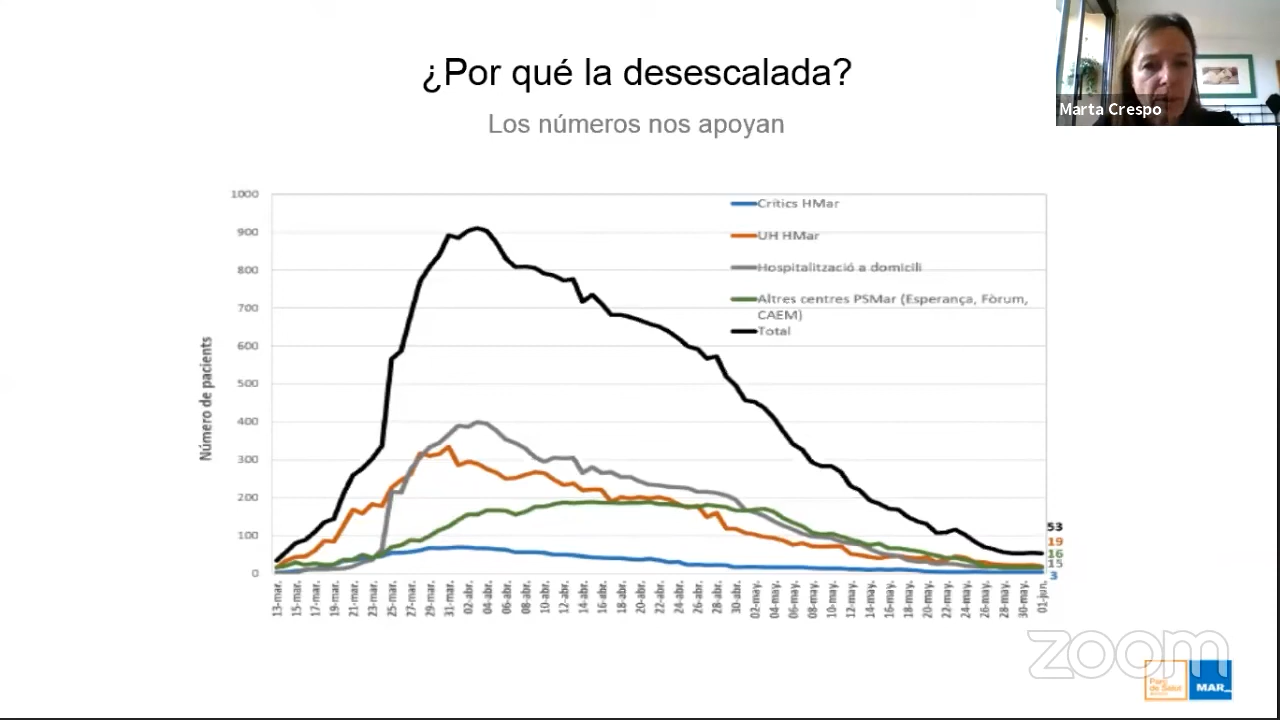 ¿Por qué la desescalada?
Los números nos apoyan
Marta Crespo
Número de pacients
1000
900
800
700
600
500
400
300
200
100
0
Crítics HMar
UH HMar
Hospitalització a domicili
Altres centres PSMar (Esperança, Fòrum,
CAEM)
Total
53
19
16
15
3
13-mar.
15-mar.
17-mar.
19-mar.
21-mar.
23-mar.
25-mar.
27-mar.
29-mar.
31-mar.
02-abr.
04-abr.
06-abr.
08-abr.
10-abr.
12-abr.
14-abr.
16-abr.
18-abr.
20-abr.
22-abr.
24-abr.
26-abr.
28-abr.
30-abr.
02-may.
04-may.
06-may.
08-may.
10-may.
12-may.
14-may.
16-may.
18-may.
20-may.
22-may.
24-may.
26-may.
28-may.
30-may.
01-jun.
zoom
Parc
de Salut
MAR